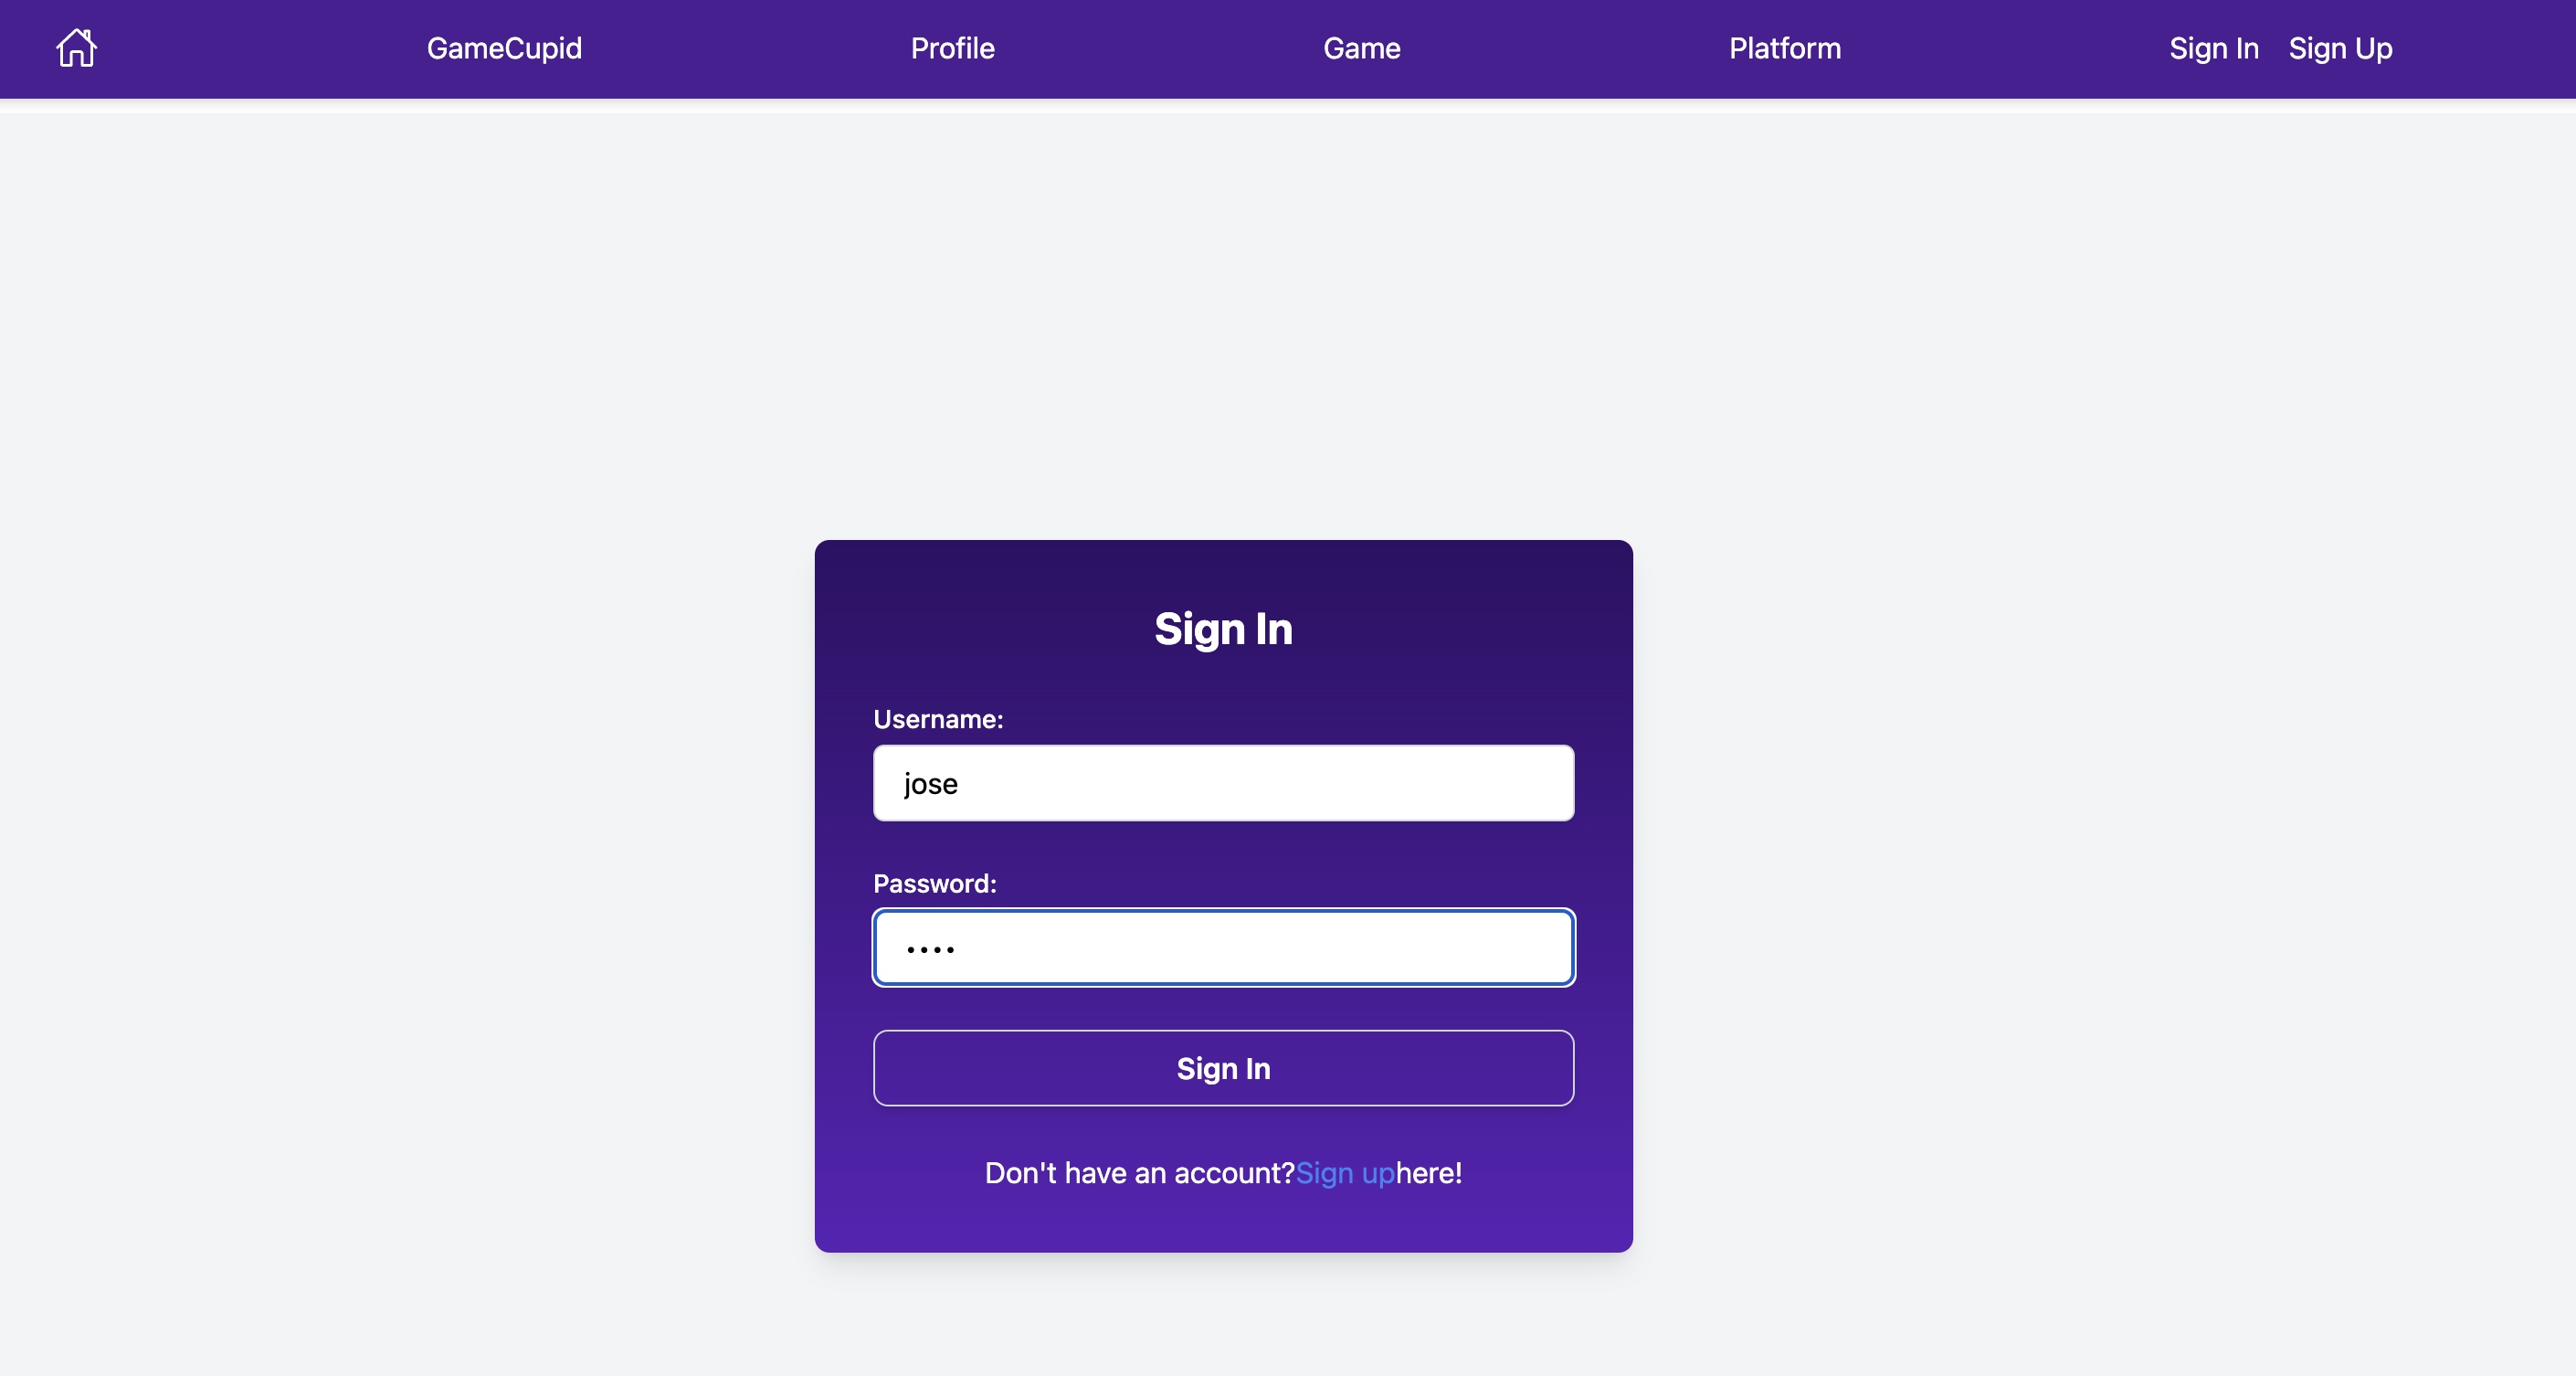 GameCupid Profile Game Platform Sign In Sign Up
Sign In
Username:
jose
Password:
••••
Sign In
Don't have an account?Sign uphere!